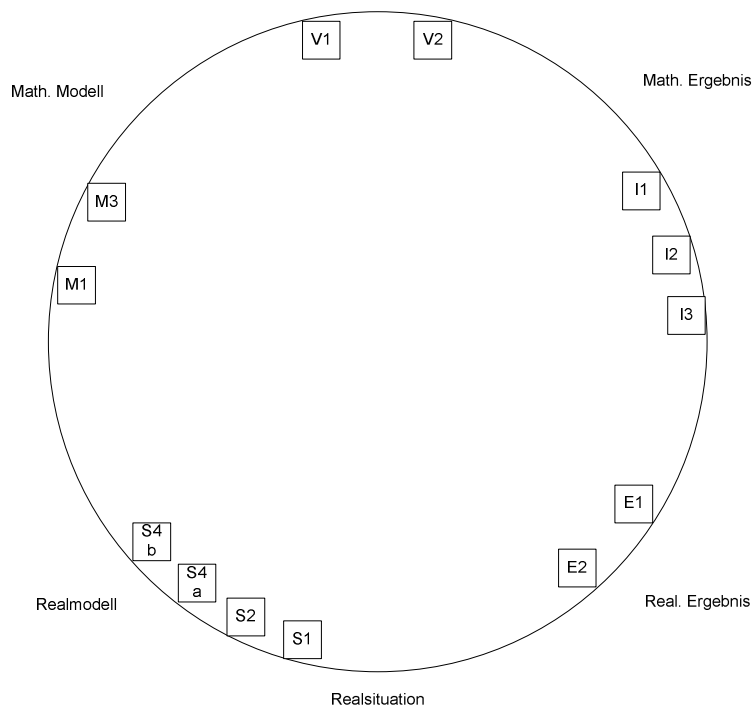 V1
V2
Math. Ergebnis
Math. Modell
I1
M3
I2
M1
I3
E1
S4
b
E2
S4
a
Realmodell
Real. Ergebnis
S2
S1
Realsituation